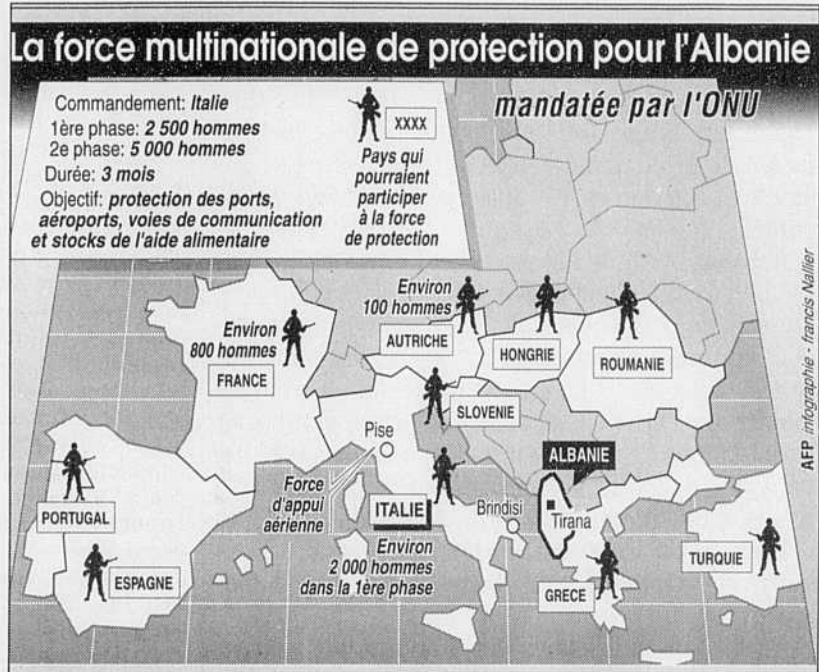 La force multinationale de protection pour l'Albanie
mandatée par l'ONU
Commandement: Italie
1ère phase: 2 500 hommes
2e phase: 5 000 hommes
Durée: 3 mois
Objectif: protection des ports,
aéroports, voies de communication
et stocks de l'aide alimentaire
XXXX
Pays qui
pourraient
participer
à la force
de protection
Environ
800 hommes
FRANCE
Environ
100 hommes
AUTRICHE
HONGRIE
ROUMANIE
SLOVENIE
Pise
Force
d'appui
aérienne
ITALIE
Environ
2 000 hommes
dans la 1ère phase
Brindisi
ALBANIE
Tirana
PORTUGAL
ESPAGNE
GRECE
TURQUIE
AFP infographie - francis Nallier